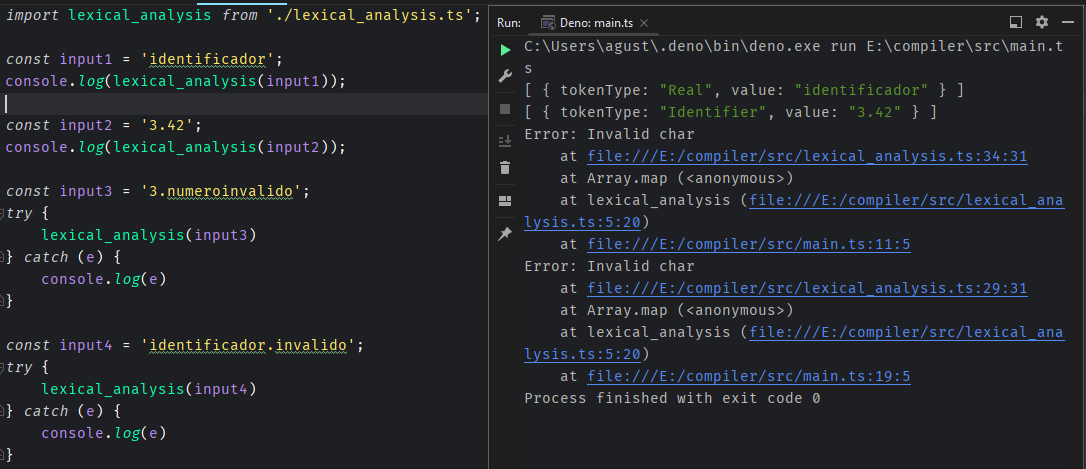 import lexical_analysis from './lexical_analysis.ts';
const input1 = 'identificador';
console.log(lexical_analysis(input1));
const input2 = '3.42';
console.log(lexical_analysis(input2));
const input3 = '3.numeroinvalido';
try {
lexical_analysis(input3)
} catch (e) {
console.log(e)
}
const input4 = 'identificador.invalido';
try {
lexical_analysis(input4)
} catch (e) {
console.log(e)
}
Run: Deno: main.ts ×
C:\Users\agust\.deno\bin\deno.exe run E:\compiler\src\main.t
s
[ { tokenType: "Real", value: "identificador" } ]
[ { tokenType: "Identifier", value: "3.42" } ]
Error: Invalid char
at file:///E:/compiler/src/lexical_analysis.ts:34:31
at Array.map (<anonymous>)
at lexical_analysis (file:///E:/compiler/src/lexical_ana
lysis.ts:5:20)
at file:///E:/compiler/src/main.ts:11:5
Error: Invalid char
at file:///E:/compiler/src/lexical_analysis.ts:29:31
at Array.map (<anonymous>)
at lexical_analysis (file:///E:/compiler/src/lexical_ana
lysis.ts:5:20)
at file:///E:/compiler/src/main.ts:19:5
Process finished with exit code 0